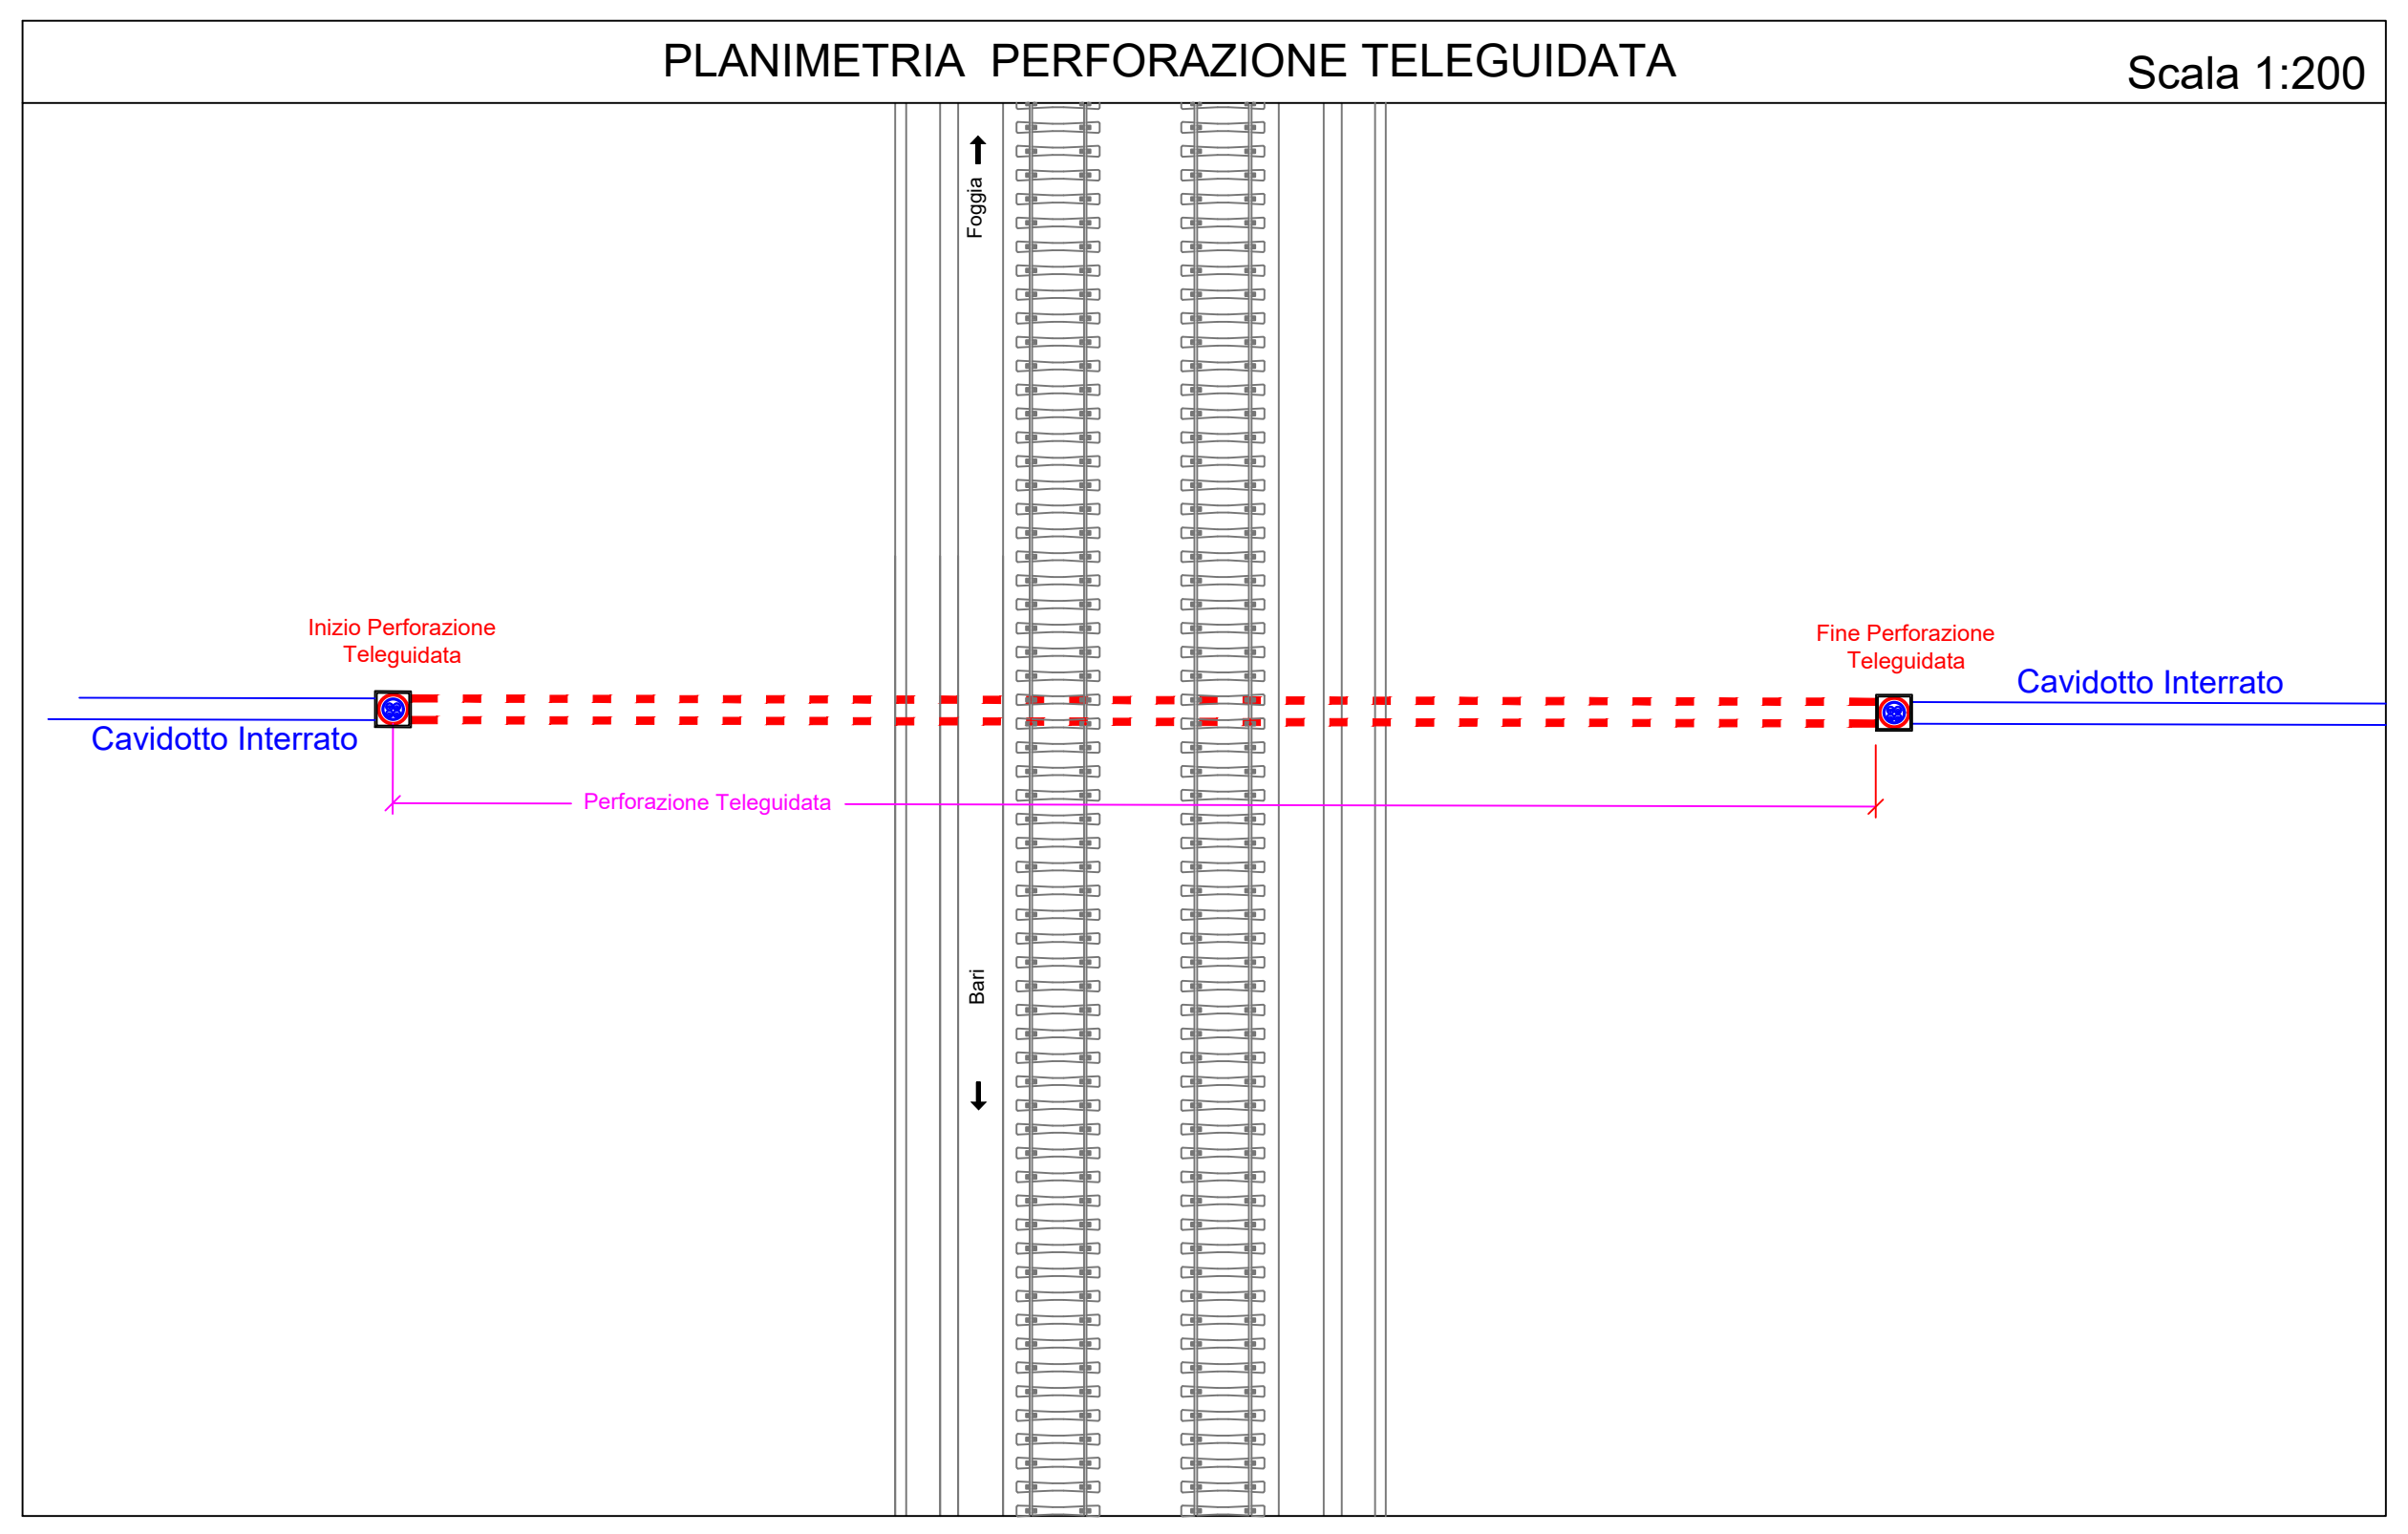 PLANIMETRIA PERFORAZIONE TELEGUIDATA
Scala 1:200
Foggia
Inizio Perforazione
Teleguidata
Fine Perforazione
Teleguidata
Cavidotto Interrato
Cavidotto Interrato
Perforazione Teleguidata
Bari